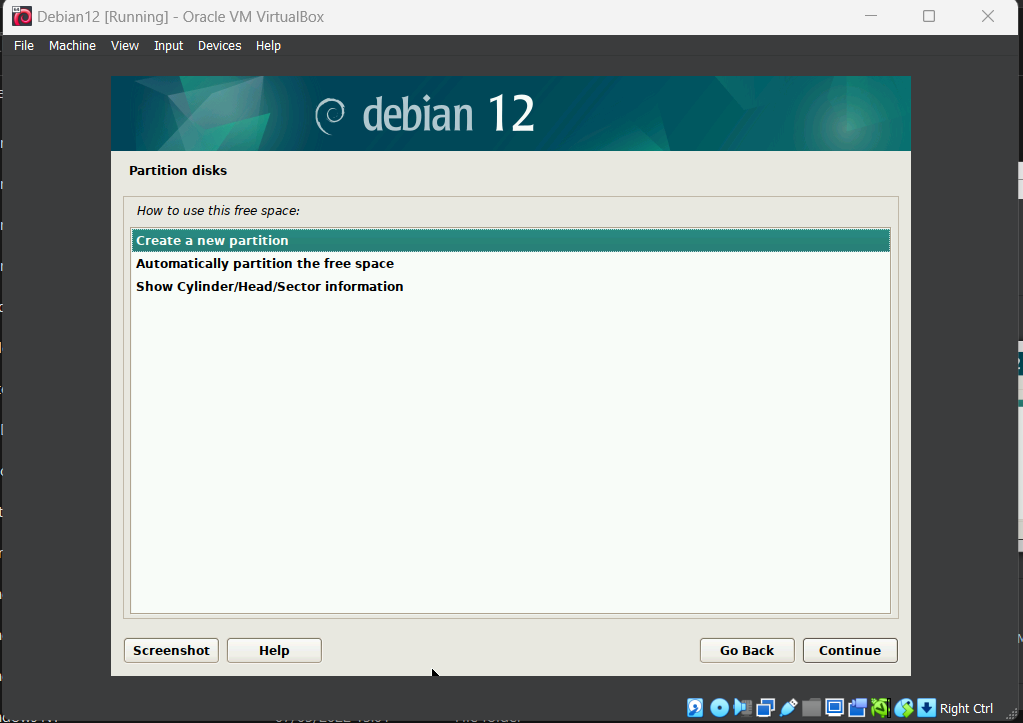 Debian12 [Running] - Oracle VM VirtualBox
File Machine View Input Devices Help
debian 12
Partition disks
How to use this free space:
Create a new partition
Automatically partition the free space
Show Cylinder/Head/Sector information
Screenshot Help Go Back Continue
Right Ctrl